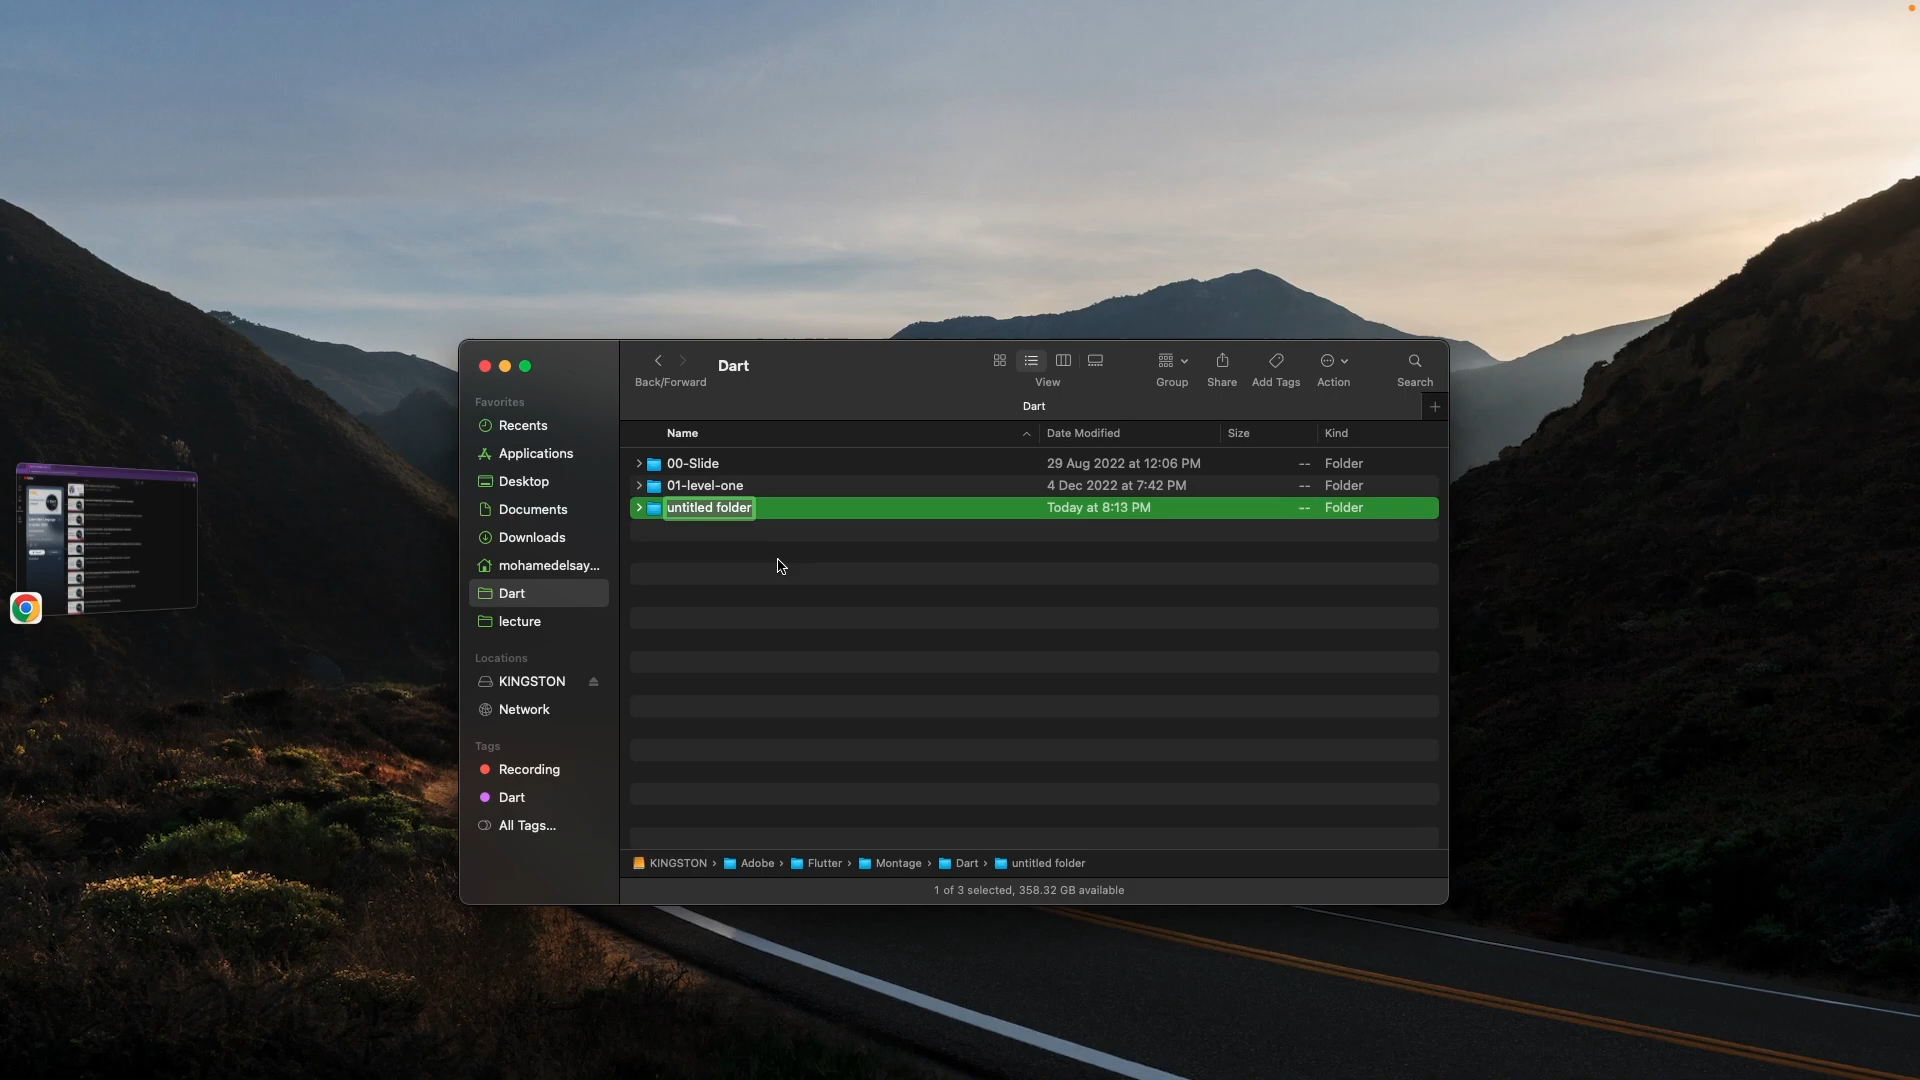 Dart
Back/Forward
View
Group
Share
Add Tags
Action
Search
Dart
Favorites
Recents
Applications
Desktop
Documents
Downloads
mohamedelsay...
Dart
lecture
Locations
KINGSTON
Network
Tags
Recording
Dart
All Tags...
Name Date Modified Size Kind
00-Slide 29 Aug 2022 at 12:06 PM -- Folder
01-level-one 4 Dec 2022 at 7:42 PM -- Folder
untitled folder Today at 8:13 PM -- Folder
KINGSTON › Adobe › Flutter › Montage › Dart › untitled folder
1 of 3 selected, 358.32 GB available